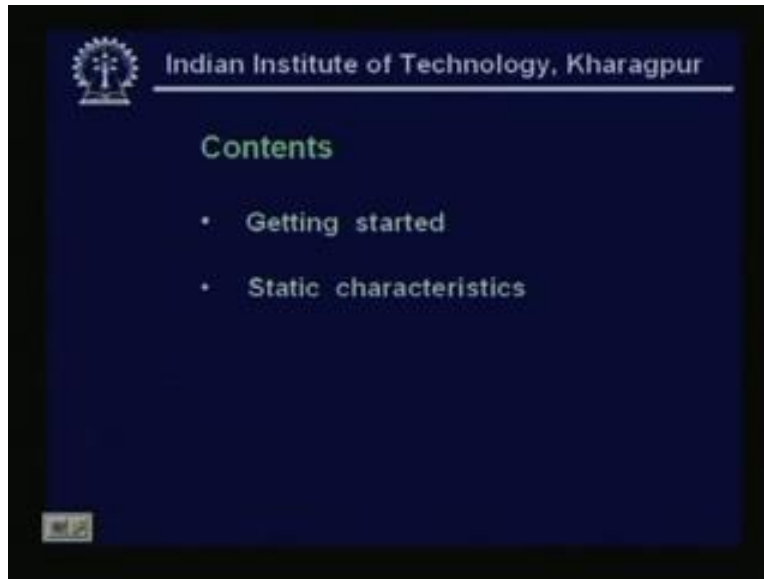 Indian Institute of Technology, Kharagpur
Contents
• Getting started
• Static characteristics